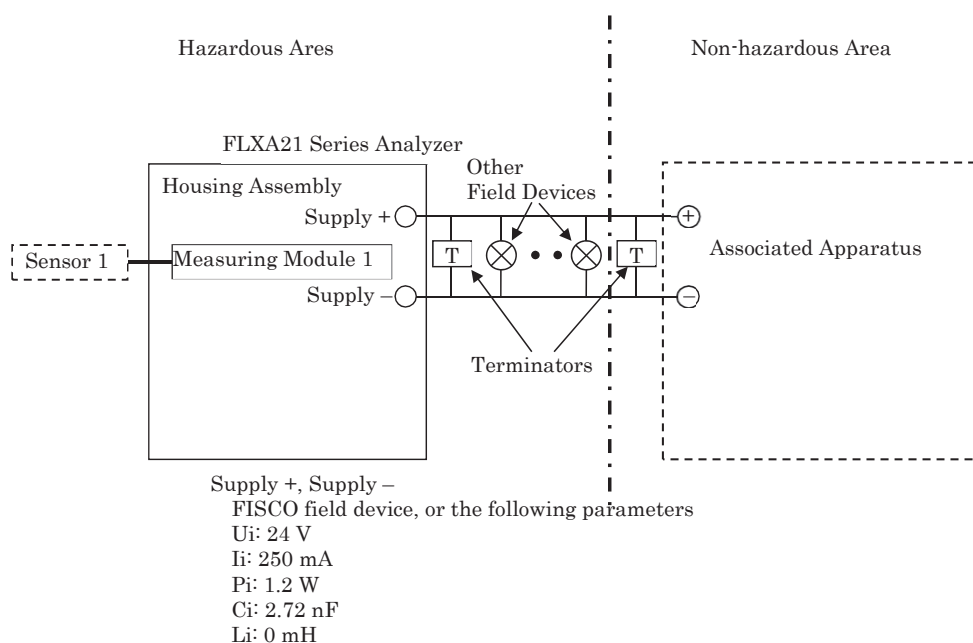 Hazardous Ares
Non-hazardous Area
FLXA21 Series Analyzer
Other
Field Devices
Housing Assembly
Supply +
+
Sensor 1
Measuring Module 1
T
T
Associated Apparatus
Supply –
–
Terminators
Supply +, Supply –
FISCO field device, or the following parameters
Ui: 24 V
Ii: 250 mA
Pi: 1.2 W
Ci: 2.72 nF
Li: 0 mH